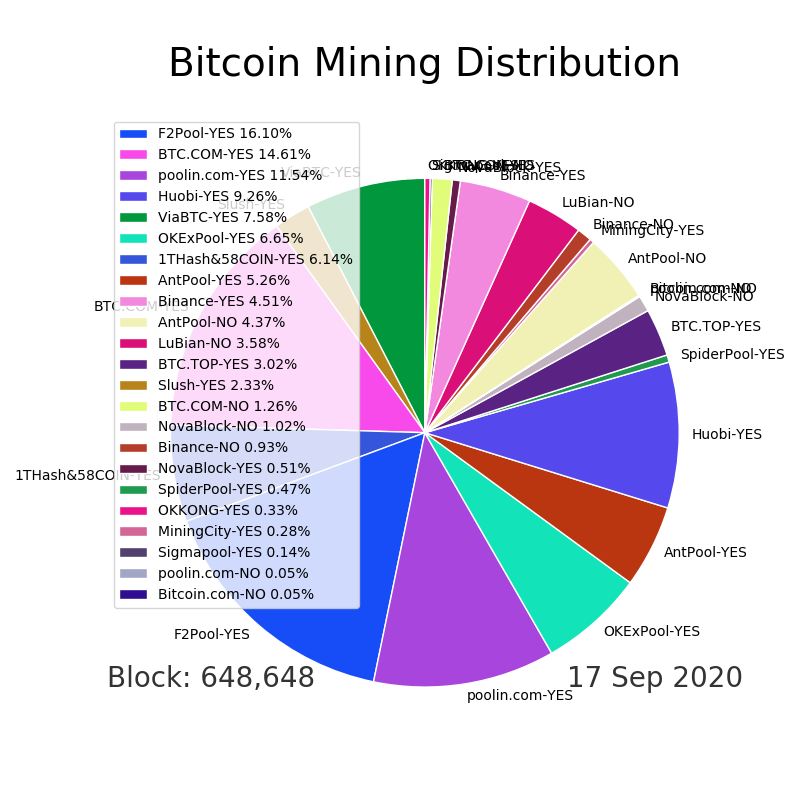 Bitcoin Mining Distribution
F2Pool-YES 16.10%
BTC.COM-YES 14.61%
poolin.com-YES 11.54%
Huobi-YES 9.26%
ViaBTC-YES 7.58%
OKExPool-YES 6.65%
1THash&58COIN-YES 6.14%
AntPool-YES 5.26%
Binance-YES 4.51%
AntPool-NO 4.37%
LuBian-NO 3.58%
BTC.TOP-YES 3.02%
Slush-YES 2.33%
BTC.COM-NO 1.26%
NovaBlock-NO 1.02%
Binance-NO 0.93%
NovaBlock-YES 0.51%
SpiderPool-YES 0.47%
OKKONG-YES 0.33%
MiningCity-YES 0.28%
Sigmapool-YES 0.14%
poolin.com-NO 0.05%
Bitcoin.com-NO 0.05%
Binance-YES
LuBian-NO
Binance-NO
MiningCity-YES
AntPool-NO
NovaBlock-NO
BTC.TOP-YES
SpiderPool-YES
Huobi-YES
AntPool-YES
OKExPool-YES
poolin.com-YES
F2Pool-YES
1THash&58COIN-YES
BTC.COM-YES
Slush-YES
ViaBTC-YES
Block: 648,648
17 Sep 2020